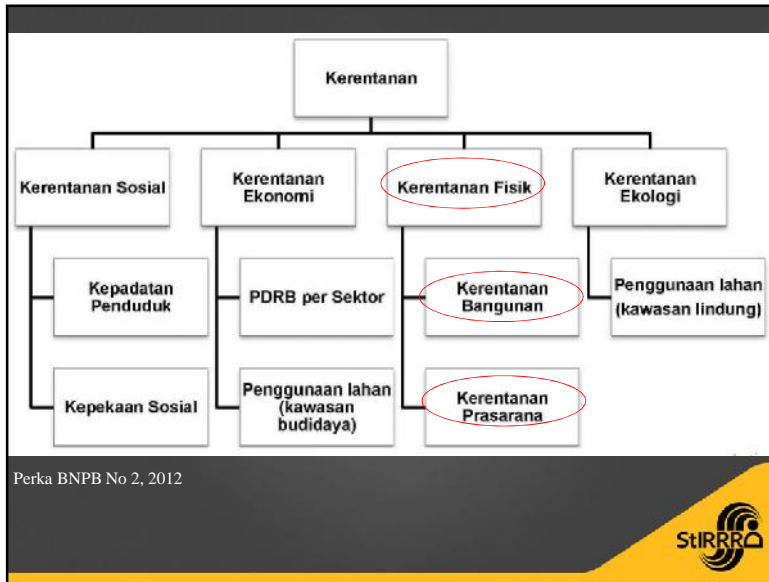 Kerentanan
Kerentanan Sosial
Kerentanan
Ekonomi
Kerentanan Fisik
Kerentanan
Ekologi
Kepadatan
Penduduk
PDRB per Sektor
Kerentanan
Bangunan
Penggunaan lahan
(kawasan lindung)
Kepekaan Sosial
Penggunaan lahan
(kawasan
budidaya)
Kerentanan
Prasarana
Perka BNPB No 2, 2012
StIRRRD